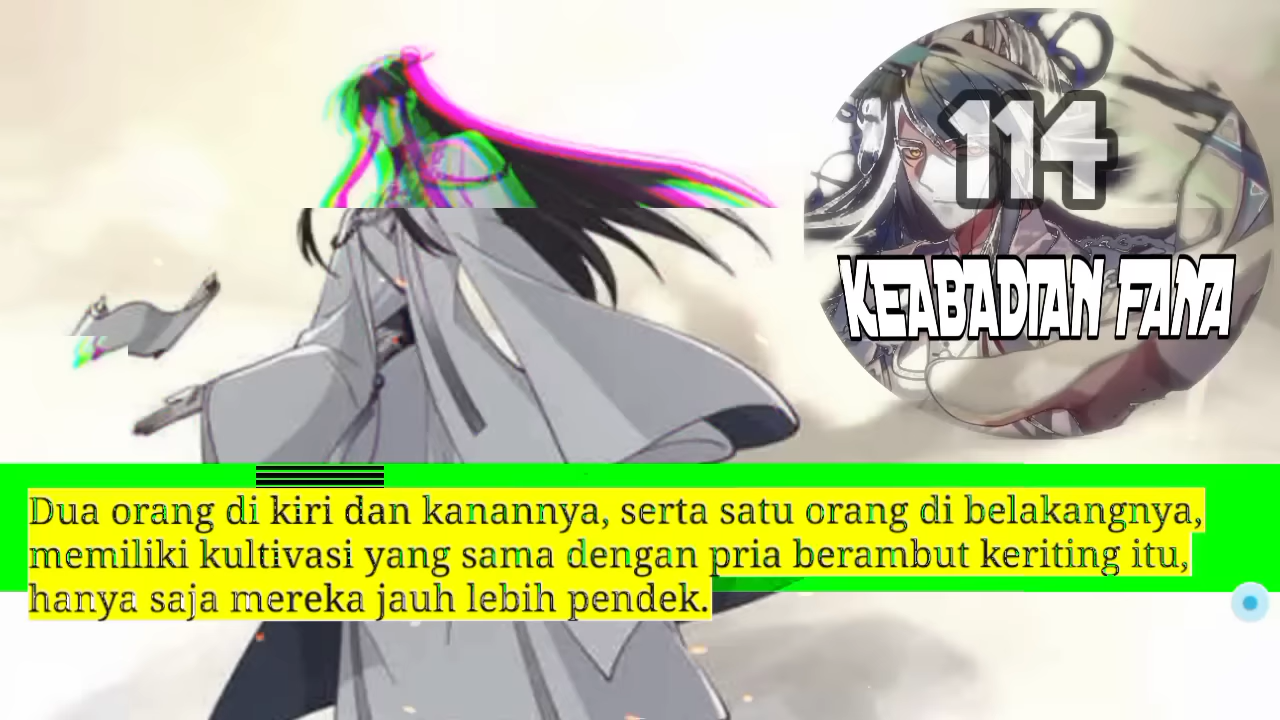 114
KEABADIAN FANA
Dua orang di kiri dan kanannya, serta satu orang di belakangnya,
memiliki kultivasi yang sama dengan pria berambut keriting itu,
hanya saja mereka jauh lebih pendek.